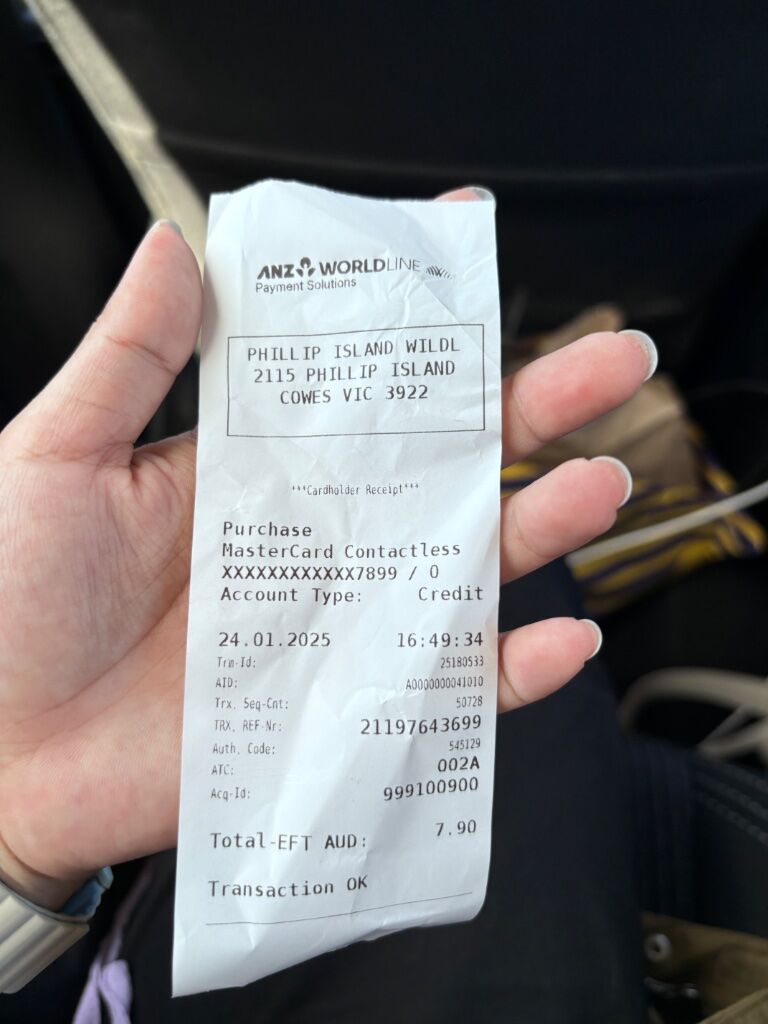 ANZ WORLDLINE
Payment Solutions
PHILLIP ISLAND WILDL
2115 PHILLIP ISLAND
COWES VIC 3922
***Cardholder Receipt***
Purchase
MasterCard Contactless
XXXXXXXXXXXX7899 / 0
Account Type: Credit
24.01.2025 16:49:34
Trm-Id: 25180533
AID: A0000000041010
Trx. Seq-Cnt: 50728
TRX. REF-Nr: 21197643699
Auth. Code: 545129
ATC: 002A
Acq-Id: 999100900
Total-EFT AUD: 7.90
Transaction OK